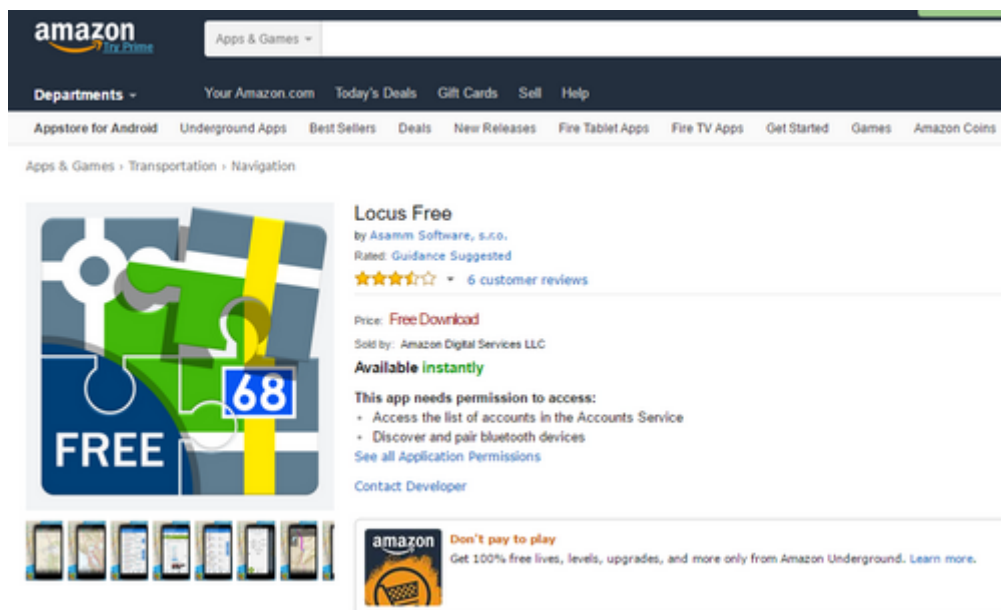 amazon
Try Prime
Apps & Games
Departments
Your Amazon.com Today's Deals Gift Cards Sell Help
Appstore for Android Underground Apps Best Sellers Deals New Releases Fire Tablet Apps Fire TV Apps Get Started Games Amazon Coins
Apps & Games › Transportation › Navigation
Locus Free
by Asamm Software, s.r.o.
Rated: Guidance Suggested
6 customer reviews
Price: Free Download
Sold by: Amazon Digital Services LLC
Available instantly
This app needs permission to access:
• Access the list of accounts in the Accounts Service
• Discover and pair bluetooth devices
See all Application Permissions
Contact Developer
68
FREE
amazon
Don't pay to play
Get 100% free lives, levels, upgrades, and more only from Amazon Underground. Learn more.